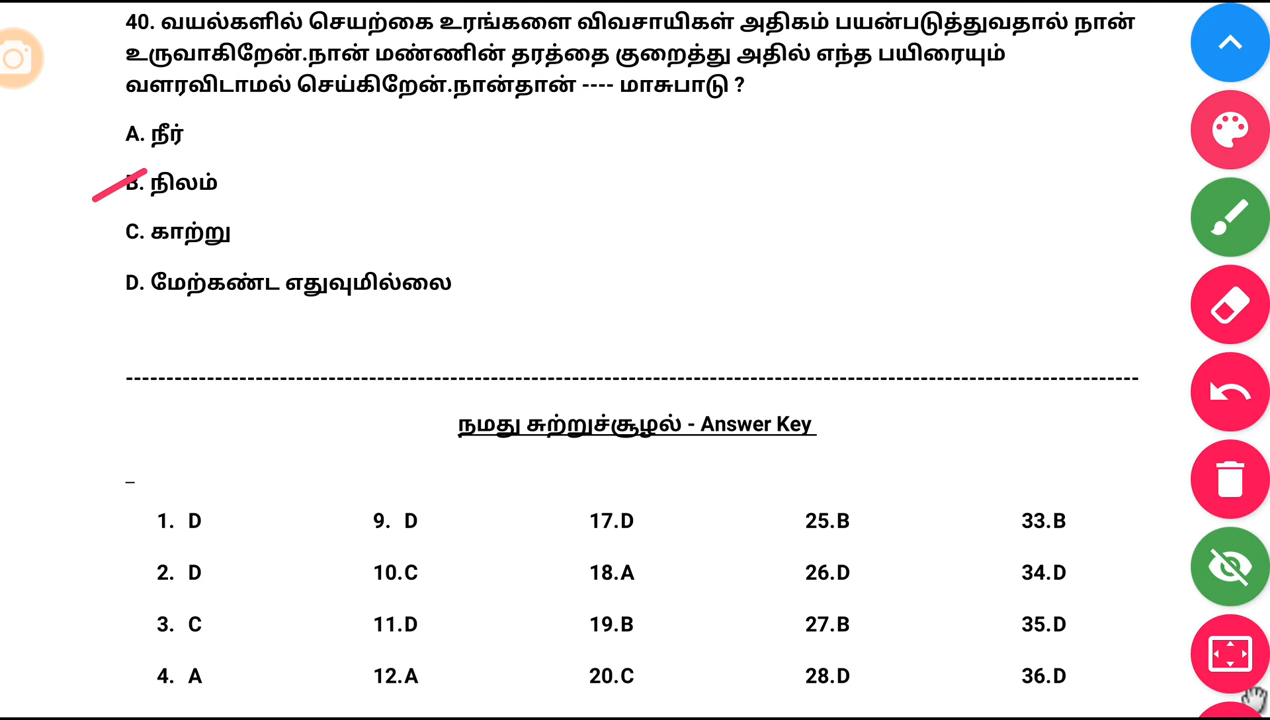 40. வயல்களில் செயற்கை உரங்களை விவசாயிகள் அதிகம் பயன்படுத்துவதால் நான்
உருவாகிறேன்.நான் மண்ணின் தரத்தை குறைத்து அதில் எந்த பயிரையும்
வளரவிடாமல் செய்கிறேன்.நான்தான் ---- மாசுபாடு ?
A. நீர்
B. நிலம்
C. காற்று
D. மேற்கண்ட எதுவுமில்லை
நமது சுற்றுச்சூழல் - Answer Key
1. D 9. D 17.D 25.B 33.B
2. D 10.C 18.A 26.D 34.D
3. C 11.D 19.B 27.B 35.D
4. A 12.A 20.C 28.D 36.D